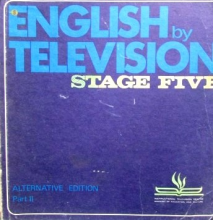 ENGLISH by
TELEVISION
STAGE FIVE
ALTERNATIVE EDITION
Part II